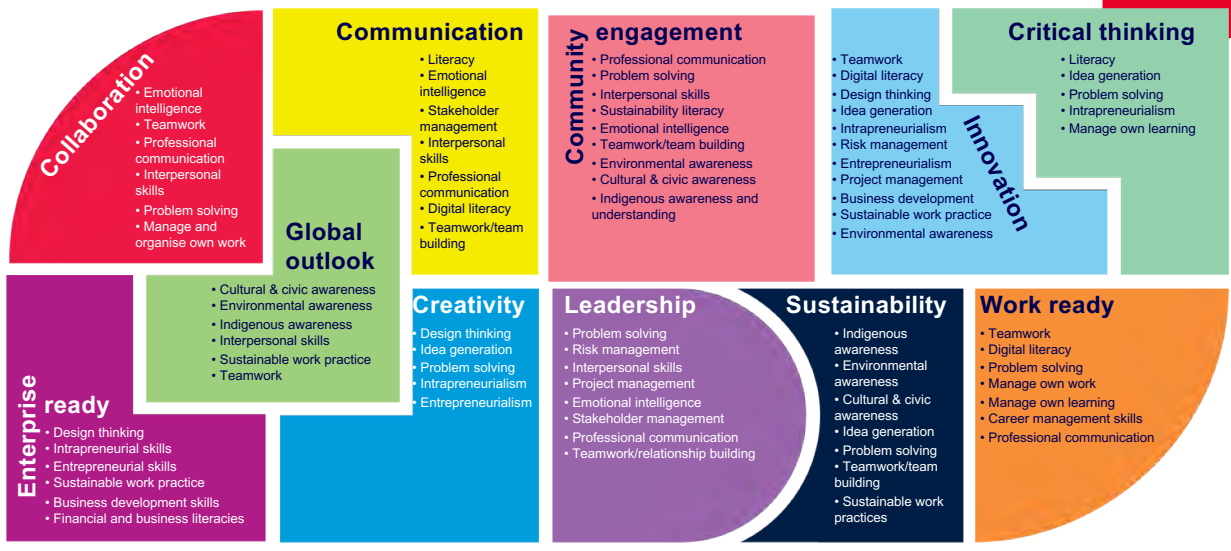 Collaboration
• Emotional
intelligence
• Teamwork
• Professional
communication
• Interpersonal
skills
• Problem solving
• Manage and
organise own work
Communication
• Literacy
• Emotional
intelligence
• Stakeholder
management
• Interpersonal
skills
• Professional
communication
• Digital literacy
• Teamwork/team
building
Community engagement
• Professional communication
• Problem solving
• Interpersonal skills
• Sustainability literacy
• Emotional intelligence
• Teamwork/team building
• Environmental awareness
• Cultural & civic awareness
• Indigenous awareness and
understanding
Innovation
• Teamwork
• Digital literacy
• Design thinking
• Idea generation
• Intrapreneurialism
• Risk management
• Entrepreneurialism
• Project management
• Business development
• Sustainable work practice
• Environmental awareness
Critical thinking
• Literacy
• Idea generation
• Problem solving
• Intrapreneurialism
• Manage own learning
Global
outlook
• Cultural & civic awareness
• Environmental awareness
• Indigenous awareness
• Interpersonal skills
• Sustainable work practice
• Teamwork
Enterprise ready
• Design thinking
• Intrapreneurial skills
• Entrepreneurial skills
• Sustainable work practice
• Business development skills
• Financial and business literacies
Creativity
• Design thinking
• Idea generation
• Problem solving
• Intrapreneurialism
• Entrepreneurialism
Leadership
• Problem solving
• Risk management
• Interpersonal skills
• Project management
• Emotional intelligence
• Stakeholder management
• Professional communication
• Teamwork/relationship building
Sustainability
• Indigenous
awareness
• Environmental
awareness
• Cultural & civic
awareness
• Idea generation
• Problem solving
• Teamwork/team
building
• Sustainable work
practices
Work ready
• Teamwork
• Digital literacy
• Problem solving
• Manage own work
• Manage own learning
• Career management skills
• Professional communication